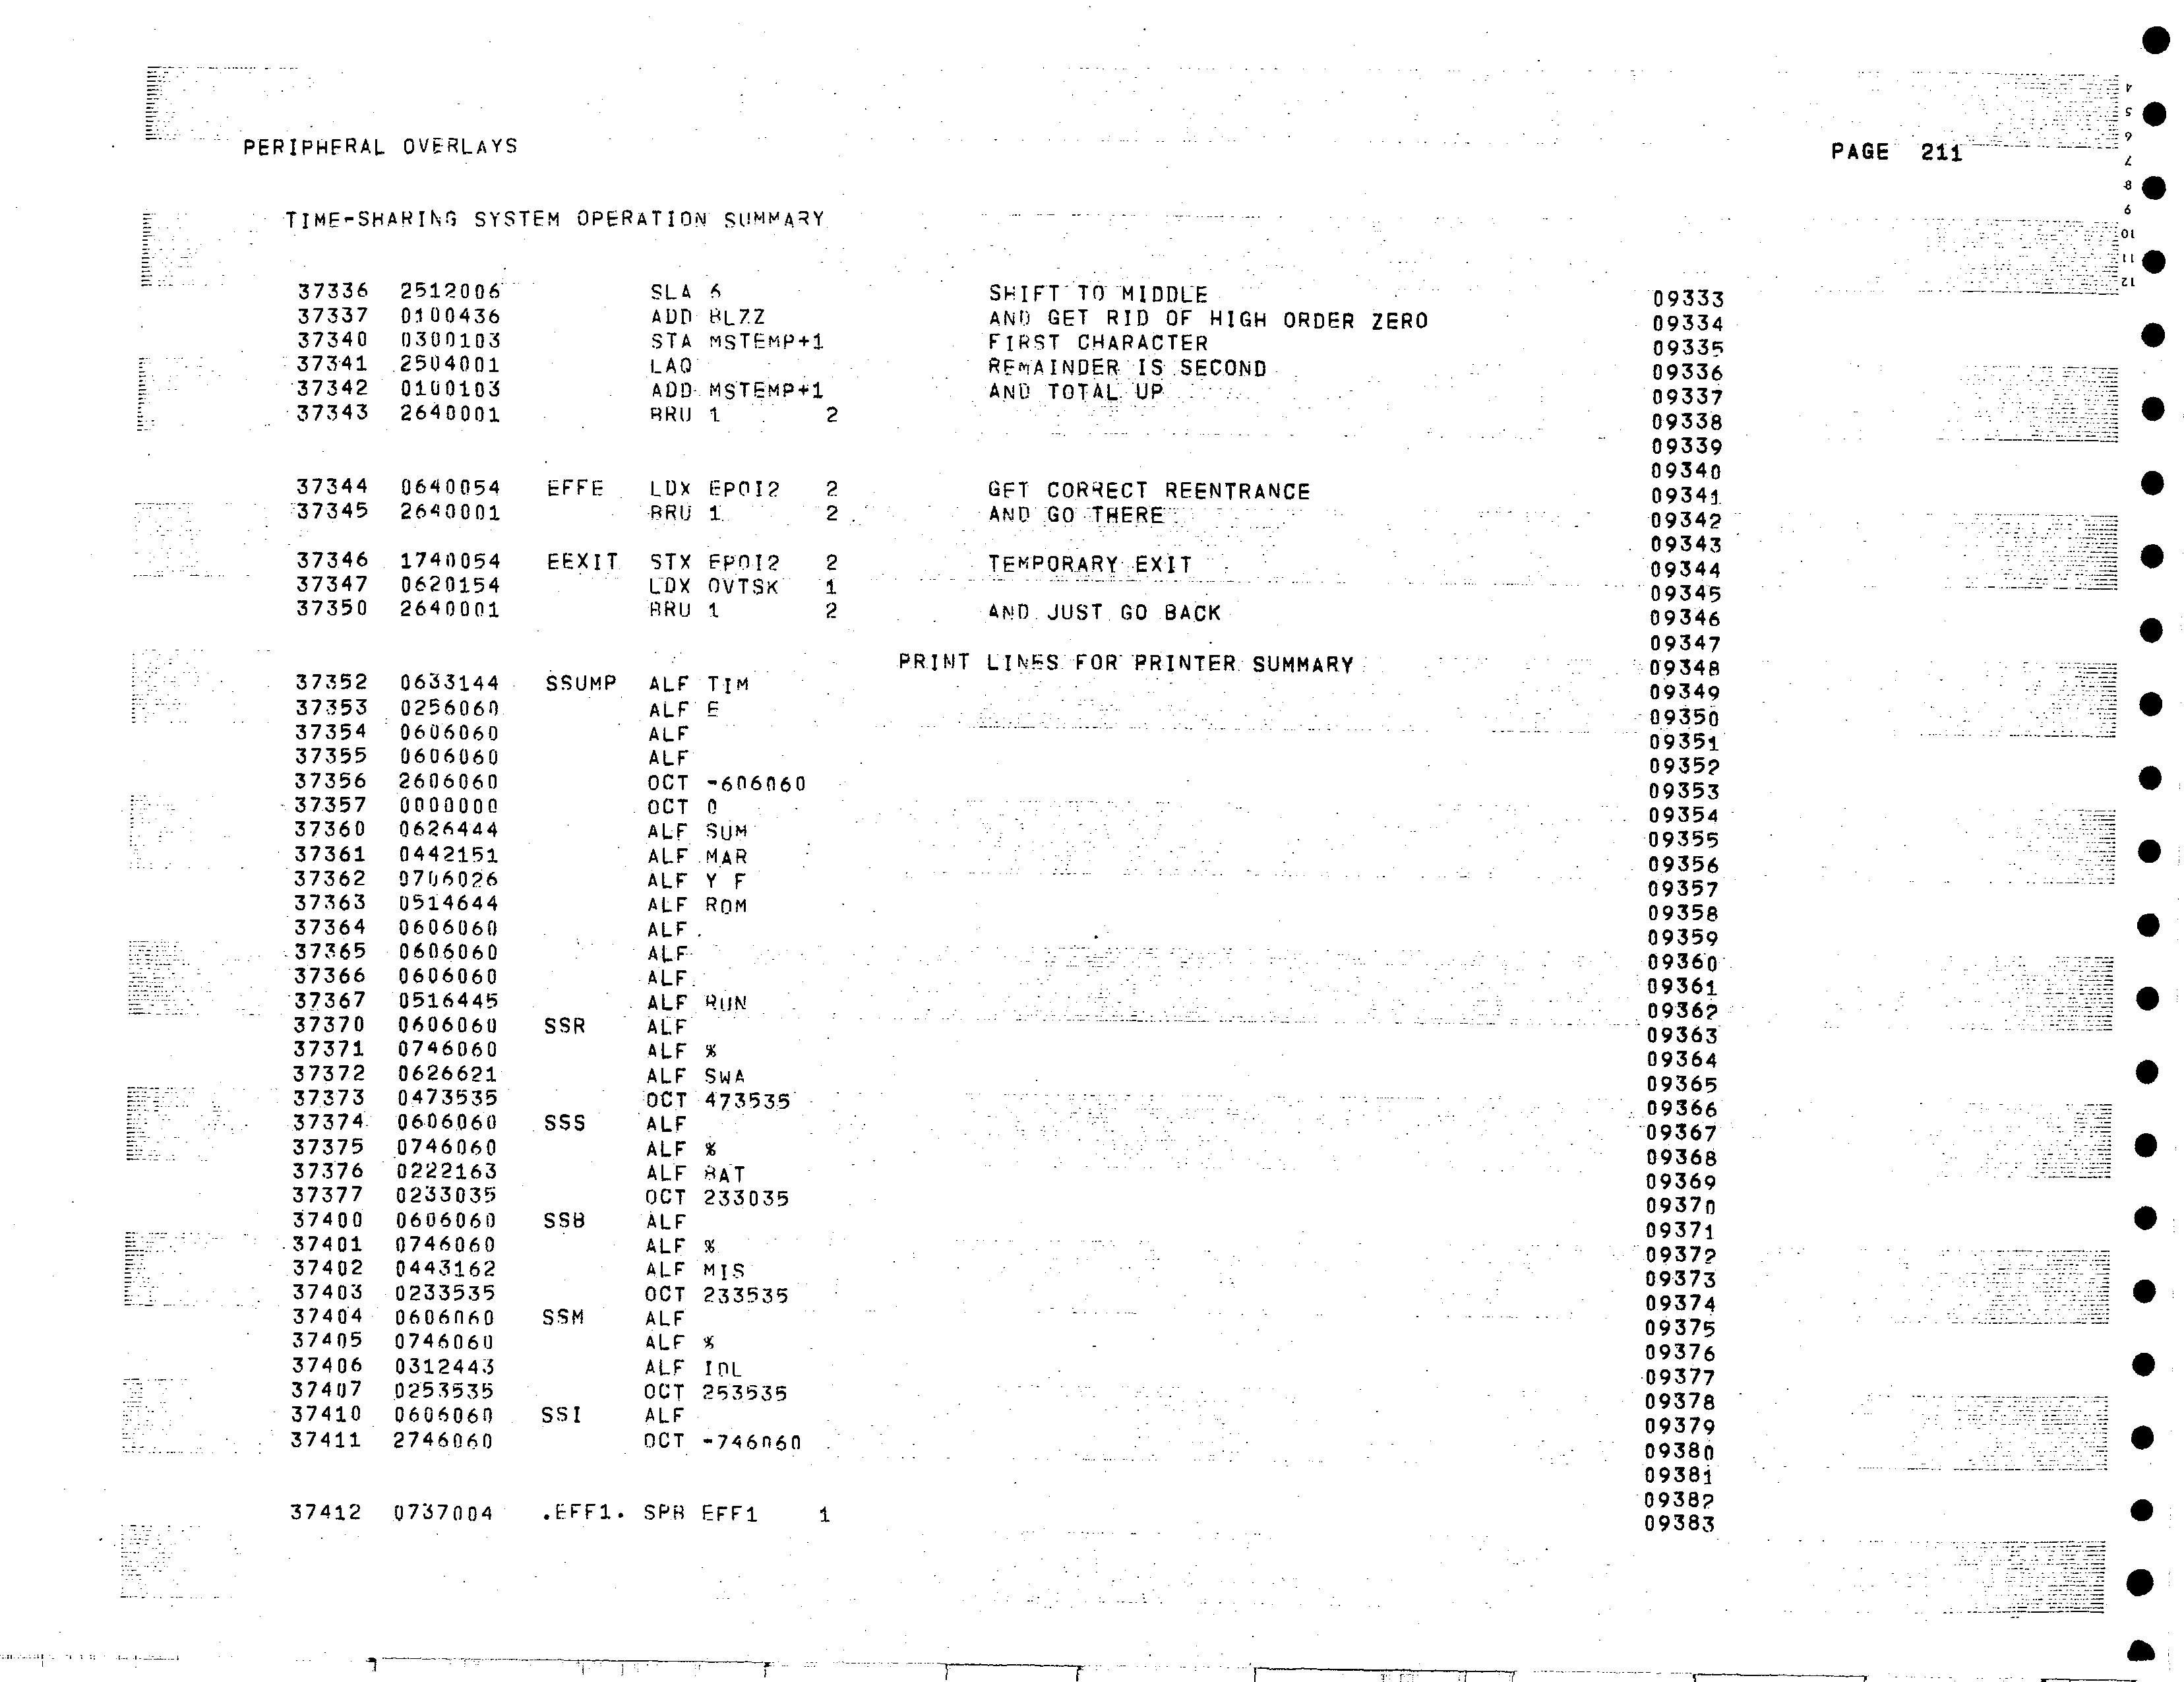 PERIPHERAL OVERLAYS PAGE 211
TIME-SHARING SYSTEM OPERATION SUMMARY
37336 2512006 SLA 6 SHIFT TO MIDDLE 09333
37337 0100436 ADD BLZZ AND GET RID OF HIGH ORDER ZERO 09334
37340 0300103 STA MSTEMP+1 FIRST CHARACTER 09335
37341 2504001 LAQ REMAINDER IS SECOND 09336
37342 0100103 ADD MSTEMP+1 AND TOTAL UP 09337
37343 2640001 BRU 1 2 09338
09339
09340
37344 0640054 EFFE LDX EPOI2 2 GET CORRECT REENTRANCE 09341
37345 2640001 BRU 1 2 AND GO THERE 09342
09343
37346 1740054 EEXIT STX EPOI2 2 TEMPORARY EXIT 09344
37347 0620154 LDX OVTSK 1 09345
37350 2640001 BRU 1 2 AND JUST GO BACK 09346
09347
PRINT LINES FOR PRINTER SUMMARY 09348
37352 0633144 SSUMP ALF TIM 09349
37353 0256060 ALF E 09350
37354 0606060 ALF 09351
37355 0606060 ALF 09352
37356 2606060 OCT -606060 09353
37357 0000000 OCT 0 09354
37360 0626444 ALF SUM 09355
37361 0442151 ALF MAR 09356
37362 0706026 ALF Y F 09357
37363 0514644 ALF ROM 09358
37364 0606060 ALF 09359
37365 0606060 ALF 09360
37366 0606060 ALF 09361
37367 0516445 ALF RUN 09362
37370 0606060 SSR ALF 09363
37371 0746060 ALF % 09364
37372 0626621 ALF SWA 09365
37373 0473535 OCT 473535 09366
37374 0606060 SSS ALF 09367
37375 0746060 ALF % 09368
37376 0222163 ALF BAT 09369
37377 0233035 OCT 233035 09370
37400 0606060 SSB ALF 09371
37401 0746060 ALF % 09372
37402 0443162 ALF MIS 09373
37403 0233535 OCT 233535 09374
37404 0606060 SSM ALF 09375
37405 0746060 ALF % 09376
37406 0312443 ALF IDL 09377
37407 0253535 OCT 253535 09378
37410 0606060 SSI ALF 09379
37411 2746060 OCT -746060 09380
09381
09382
37412 0737004 .EFF1. SPB EFF1 1 09383
4
5
6
7
8
9
10
11
12